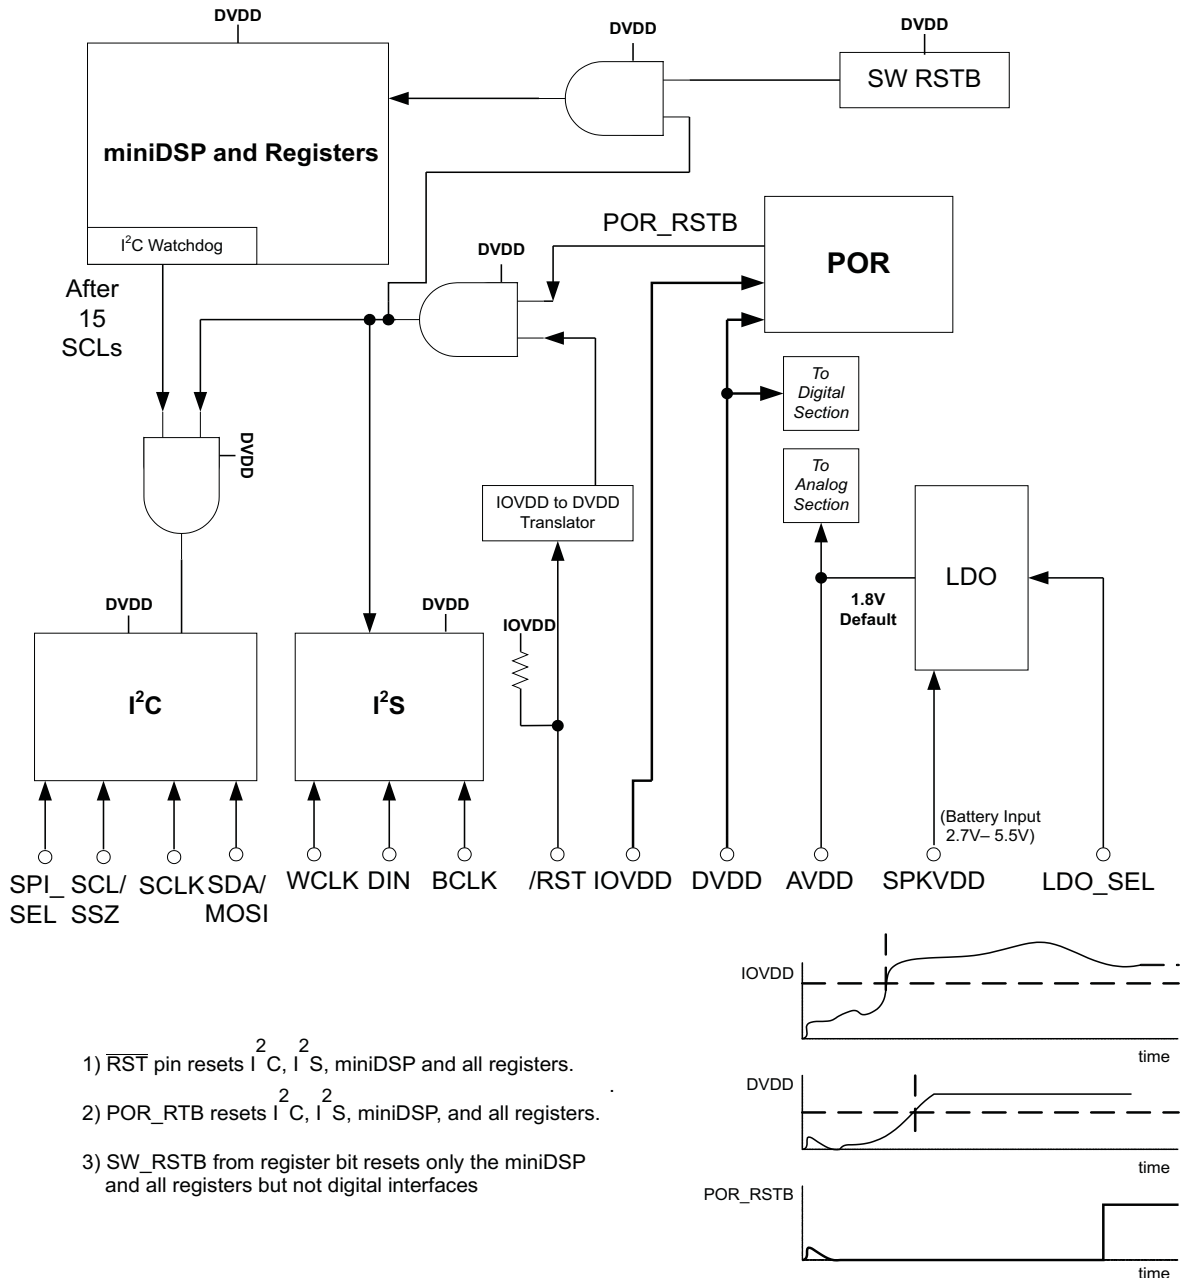 DVDD
DVDD
DVDD
SW RSTB
miniDSP and Registers
I²C Watchdog
After
15
SCLs
POR_RSTB
DVDD
POR
To
Digital
Section
To
Analog
Section
DVDD
IOVDD to DVDD
Translator
LDO
1.8V
Default
DVDD
DVDD
IOVDD
I²C
I²S
(Battery Input
2.7V– 5.5V)
SPI_
SEL
SCL/
SSZ
SCLK
SDA/
MOSI
WCLK
DIN
BCLK
/RST
IOVDD
DVDD
AVDD
SPKVDD
LDO_SEL
1) RST pin resets I²C, I²S, miniDSP and all registers.
2) POR_RTB resets I²C, I²S, miniDSP, and all registers.
3) SW_RSTB from register bit resets only the miniDSP
and all registers but not digital interfaces
.
IOVDD
time
DVDD
time
POR_RSTB
time